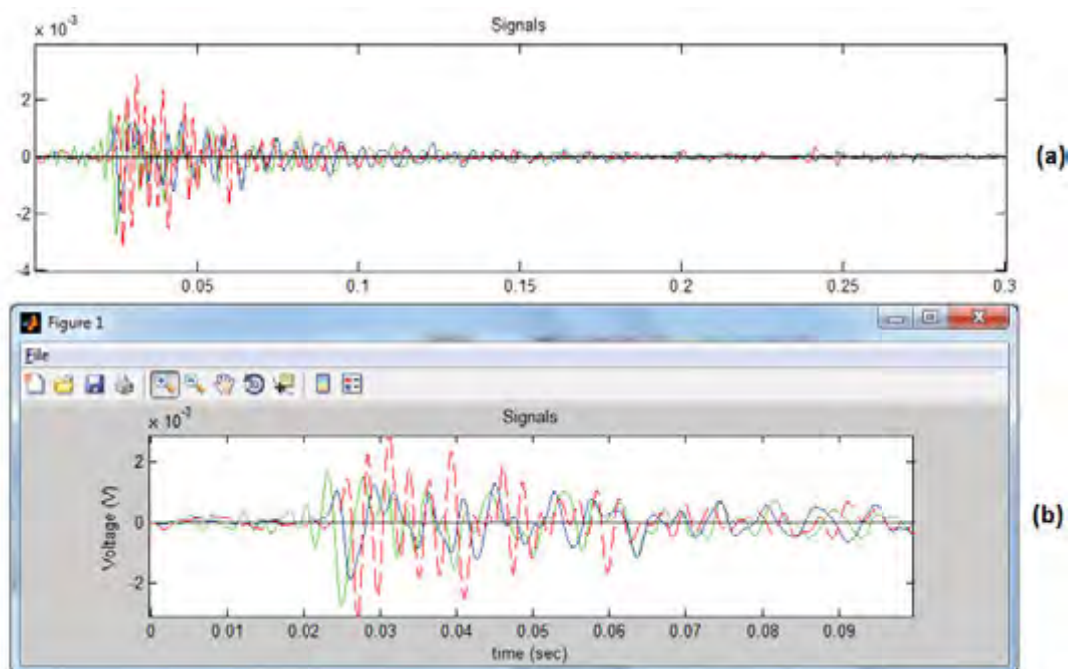 Signals
× 10⁻³
2
0
-2
-4
0.05 0.1 0.15 0.2 0.25 0.3
(a)
Figure 1
File
Signals
× 10⁻³
2
0
-2
Voltage (V)
0 0.01 0.02 0.03 0.04 0.05 0.06 0.07 0.08 0.09
time (sec)
(b)